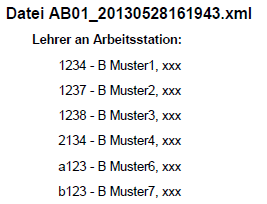 Datei AB01_20130528161943.xml
Lehrer an Arbeitsstation:
1234 - B Muster1, xxx
1237 - B Muster2, xxx
1238 - B Muster3, xxx
2134 - B Muster4, xxx
a123 - B Muster6, xxx
b123 - B Muster7, xxx